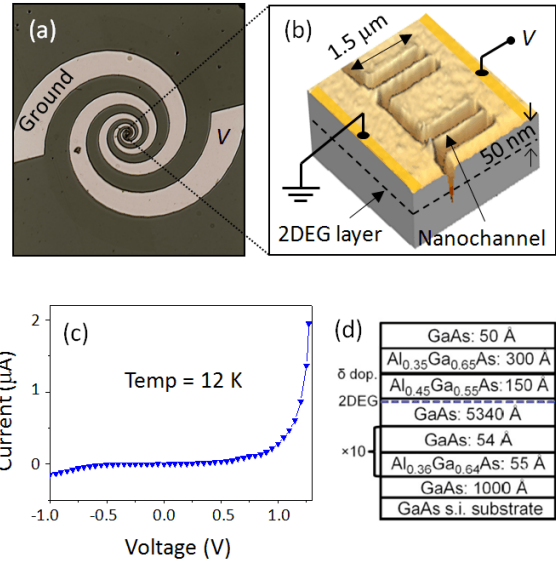 (a)
Ground
V
(b)
1.5 μm
V
50 nm
2DEG layer
Nanochannel
(c)
Temp = 12 K
Current (μA)
2
1
0
-1.0
-0.5
0.0
0.5
1.0
Voltage (V)
(d)
GaAs: 50 Å
Al0.35Ga0.65As: 300 Å
δ dop.
Al0.45Ga0.55As: 150 Å
2DEG
GaAs: 5340 Å
GaAs: 54 Å
×10
Al0.36Ga0.64As: 55 Å
GaAs: 1000 Å
GaAs s.i. substrate